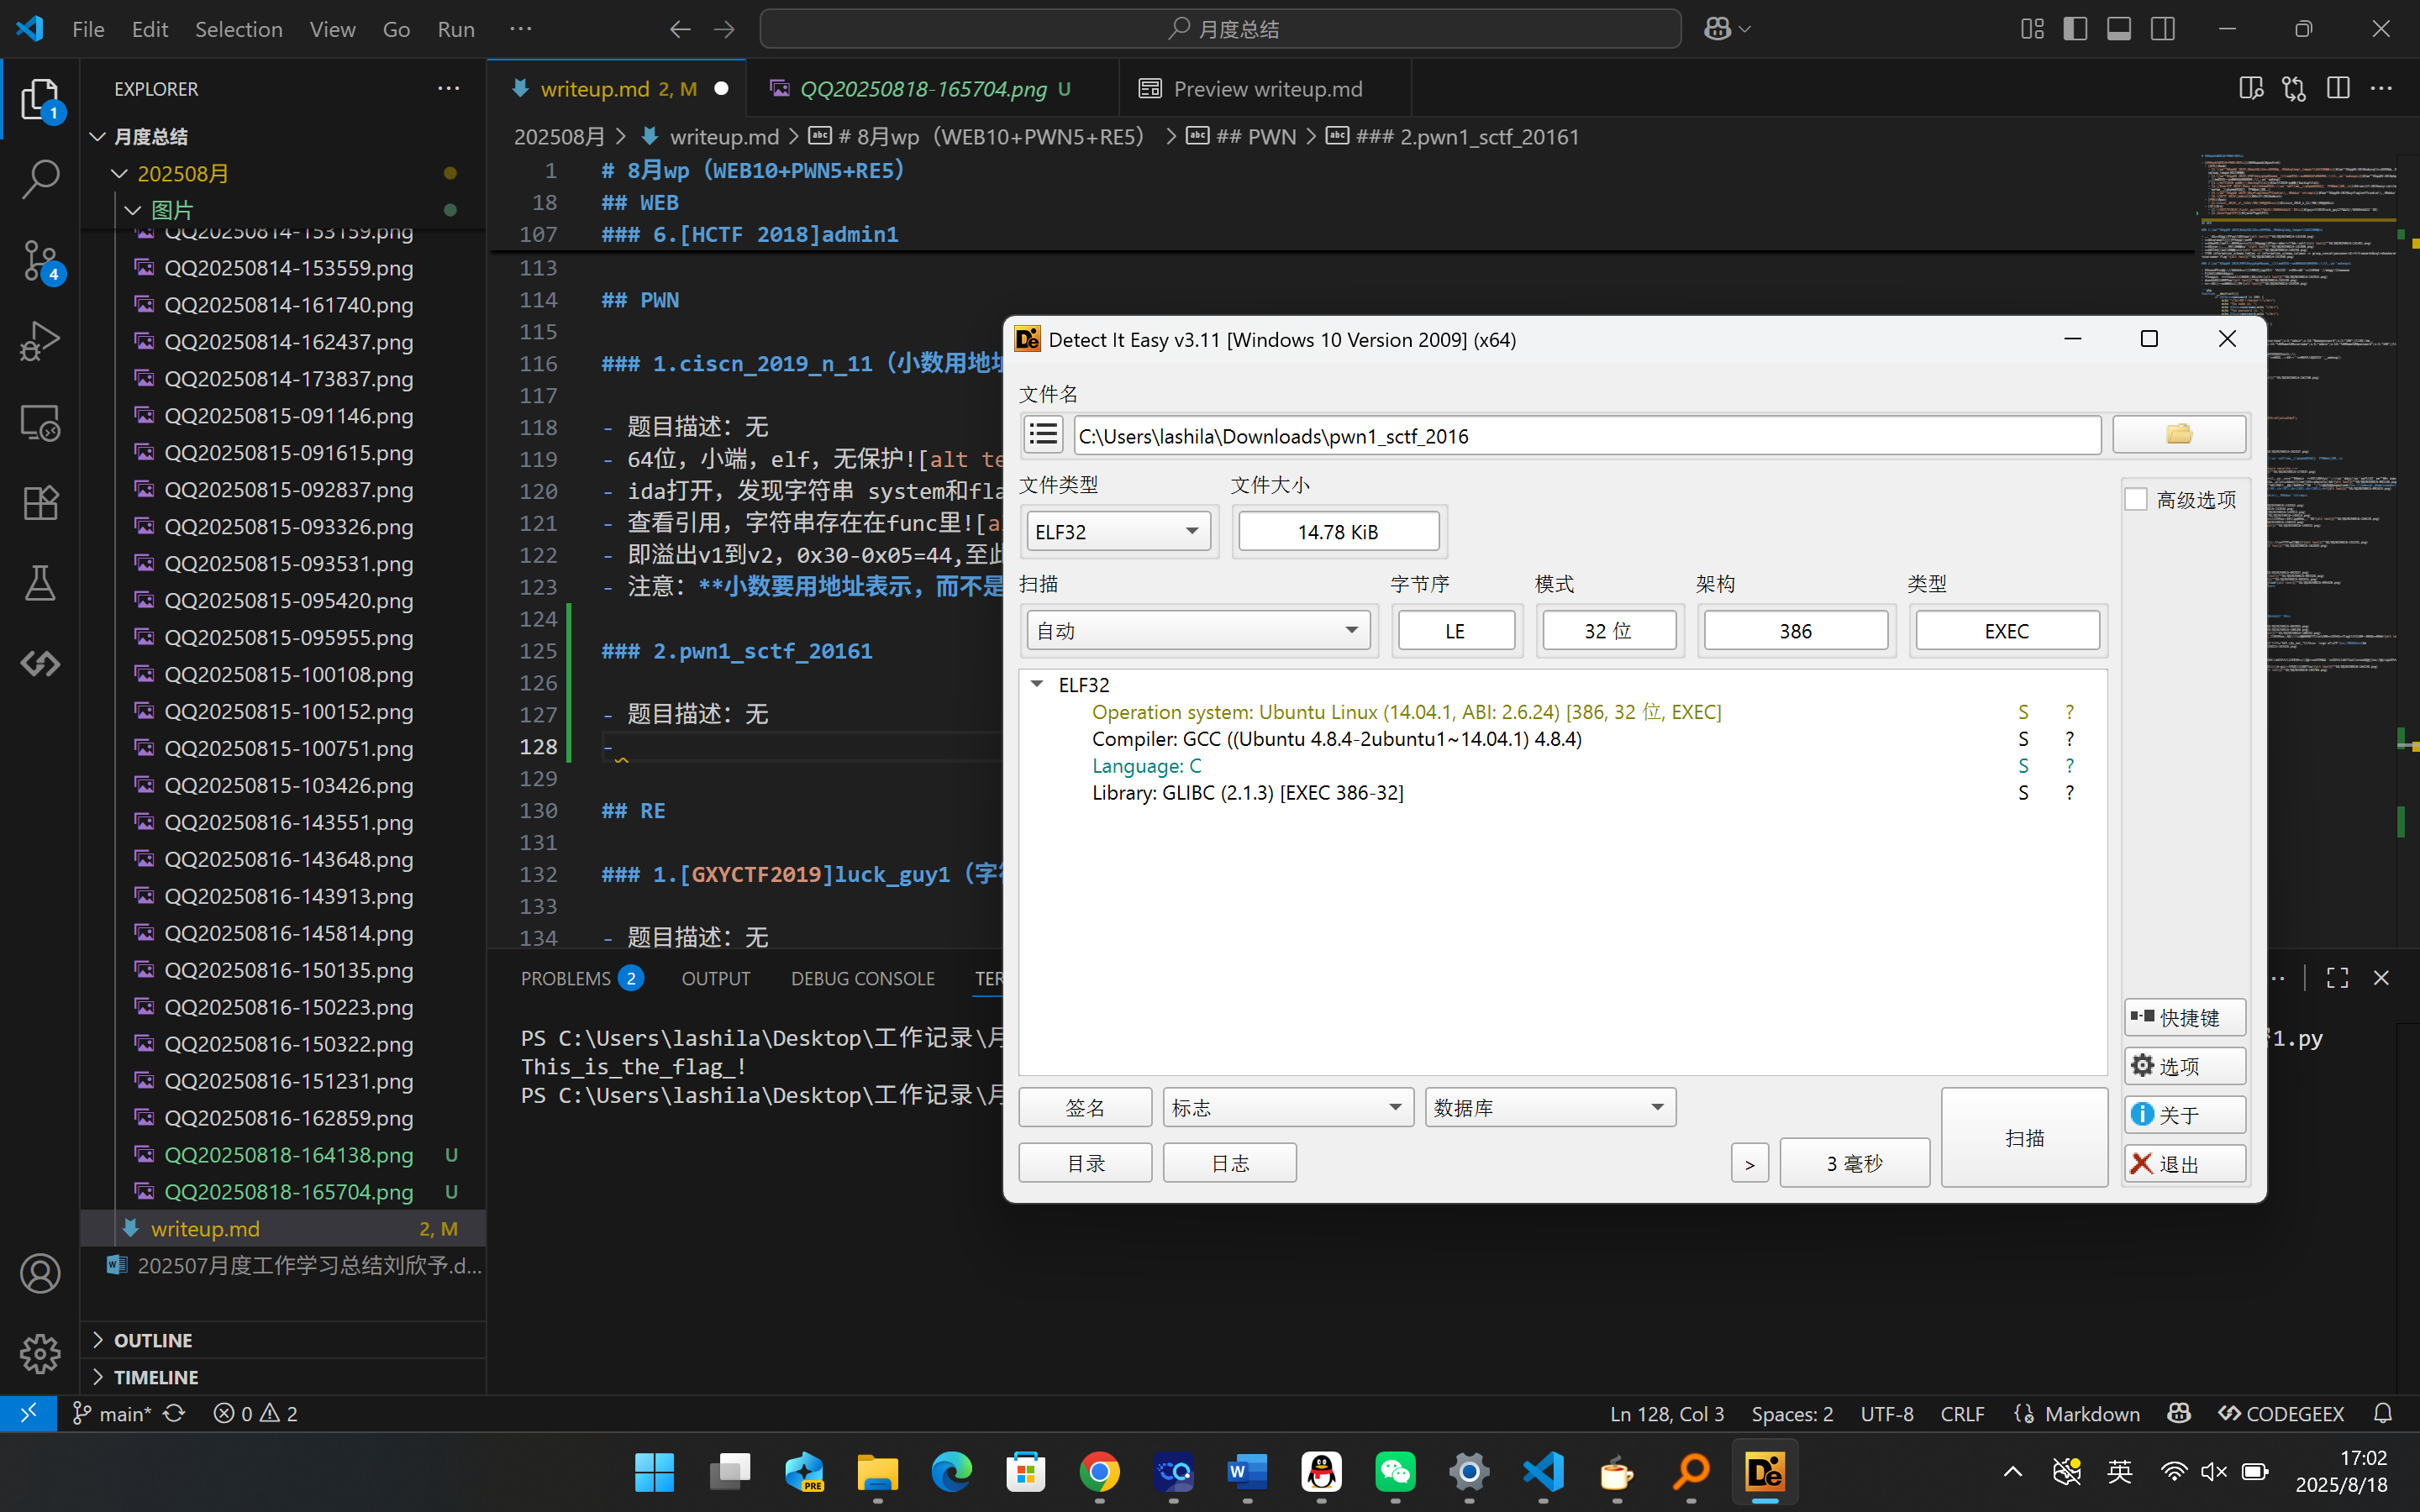 File Edit Selection View Go Run ···
月度总结
EXPLORER
月度总结
202508月
图片
QQ20250814-153159.png
QQ20250814-153559.png
QQ20250814-161740.png
QQ20250814-162437.png
QQ20250814-173837.png
QQ20250815-091146.png
QQ20250815-091615.png
QQ20250815-092837.png
QQ20250815-093326.png
QQ20250815-093531.png
QQ20250815-095420.png
QQ20250815-095955.png
QQ20250815-100108.png
QQ20250815-100152.png
QQ20250815-100751.png
QQ20250815-103426.png
QQ20250816-143551.png
QQ20250816-143648.png
QQ20250816-143913.png
QQ20250816-145814.png
QQ20250816-150135.png
QQ20250816-150223.png
QQ20250816-150322.png
QQ20250816-151231.png
QQ20250816-162859.png
QQ20250818-164138.png U
QQ20250818-165704.png U
writeup.md 2, M
202507月度工作学习总结刘欣予.d...
OUTLINE
TIMELINE
1
4
writeup.md 2, M
QQ20250818-165704.png U
Preview writeup.md
202508月 > writeup.md > # 8月wp（WEB10+PWN5+RE5） > ## PWN > ### 2.pwn1_sctf_20161
1 # 8月wp（WEB10+PWN5+RE5）
18 ## WEB
107 ### 6.[HCTF 2018]admin1
113
114 ## PWN
115
116 ### 1.ciscn_2019_n_11（小数用地址
117
118 - 题目描述：无
119 - 64位，小端，elf，无保护![alt te
120 - ida打开，发现字符串 system和fla
121 - 查看引用，字符串存在在func里![a
122 - 即溢出v1到v2，0x30-0x05=44,至此
123 - 注意：**小数要用地址表示，而不是
124
125 ### 2.pwn1_sctf_20161
126
127 - 题目描述：无
128 -
129
130 ## RE
131
132 ### 1.[GXYCTF2019]luck_guy1（字符
133
134 - 题目描述：无
PROBLEMS 2 OUTPUT DEBUG CONSOLE TER
PS C:\Users\lashila\Desktop\工作记录\月
1.py
This_is_the_flag_!
PS C:\Users\lashila\Desktop\工作记录\月
Detect It Easy v3.11 [Windows 10 Version 2009] (x64)
文件名
C:\Users\lashila\Downloads\pwn1_sctf_2016
文件类型 文件大小
ELF32 14.78 KiB
高级选项
扫描 字节序 模式 架构 类型
自动 LE 32 位 386 EXEC
ELF32
Operation system: Ubuntu Linux (14.04.1, ABI: 2.6.24) [386, 32 位, EXEC] S ?
Compiler: GCC ((Ubuntu 4.8.4-2ubuntu1~14.04.1) 4.8.4) S ?
Language: C S ?
Library: GLIBC (2.1.3) [EXEC 386-32] S ?
快捷键
选项
关于
退出
签名 标志 数据库
目录 日志 > 3 毫秒 扫描
main* 0 2
Ln 128, Col 3 Spaces: 2 UTF-8 CRLF Markdown CODEGEEX
PRE
英
17:02
2025/8/18